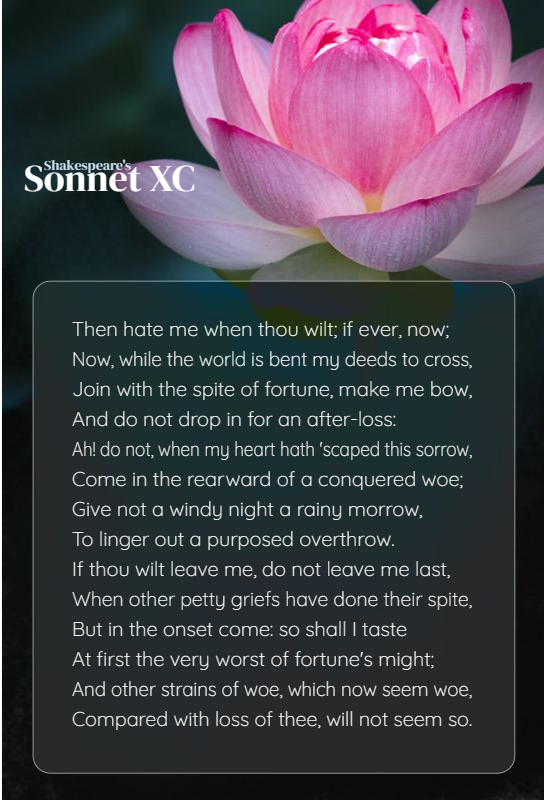 Shakespeare's
Sonnet XC
Then hate me when thou wilt; if ever, now;
Now, while the world is bent my deeds to cross,
Join with the spite of fortune, make me bow,
And do not drop in for an after-loss:
Ah! do not, when my heart hath 'scaped this sorrow,
Come in the rearward of a conquered woe;
Give not a windy night a rainy morrow,
To linger out a purposed overthrow.
If thou wilt leave me, do not leave me last,
When other petty griefs have done their spite,
But in the onset come: so shall I taste
At first the very worst of fortune's might;
And other strains of woe, which now seem woe,
Compared with loss of thee, will not seem so.